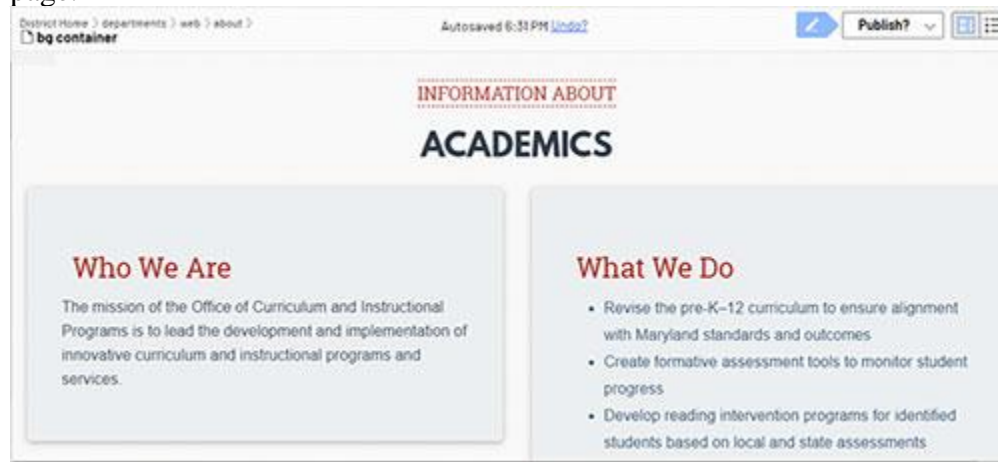 page.
District Home > departments > web > about >
bg container
Autosaved 6:31 PM Undo?
Publish?
INFORMATION ABOUT
ACADEMICS
Who We Are
The mission of the Office of Curriculum and Instructional
Programs is to lead the development and implementation of
innovative curriculum and instructional programs and
services.
What We Do
• Revise the pre-K–12 curriculum to ensure alignment
with Maryland standards and outcomes
• Create formative assessment tools to monitor student
progress
• Develop reading intervention programs for identified
students based on local and state assessments